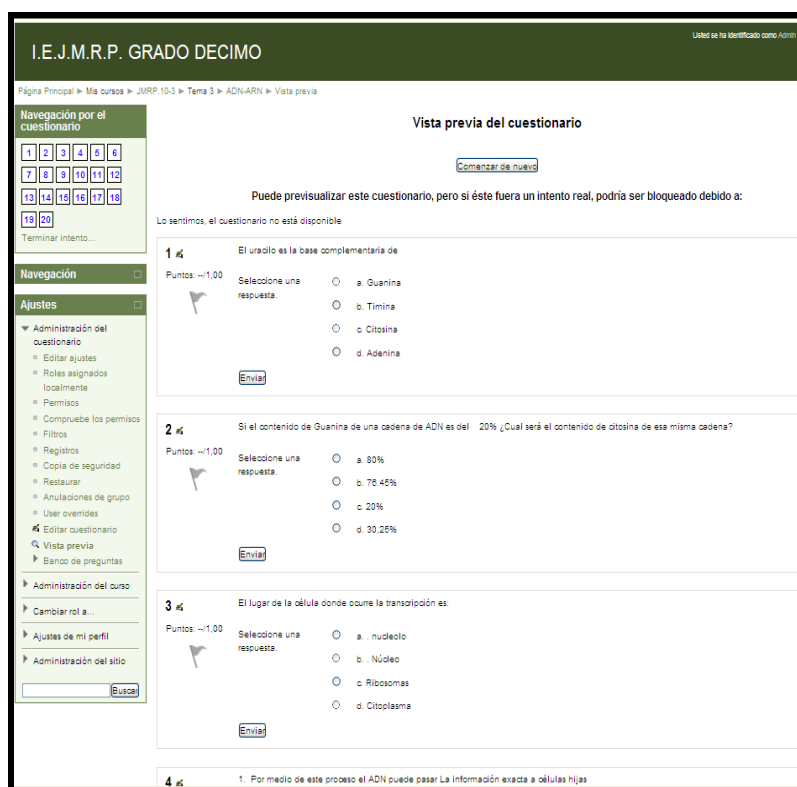 Usted se ha identificado como Admin
I.E.J.M.R.P. GRADO DECIMO
Página Principal ► Mis cursos ► JMRP.10-3 ► Tema 3 ► ADN-ARN ► Vista previa
Navegación por el
cuestionario
1 2 3 4 5 6
7 8 9 10 11 12
13 14 15 16 17 18
19 20
Terminar intento...
Navegación
Ajustes
Administración del
cuestionario
Editar ajustes
Roles asignados
localmente
Permisos
Compruebe los permisos
Filtros
Registros
Copia de seguridad
Restaurar
Anulaciones de grupo
User overrides
Editar cuestionario
Vista previa
Banco de preguntas
Administración del curso
Cambiar rol a...
Ajustes de mi perfil
Administración del sitio
Buscar
Vista previa del cuestionario
Comenzar de nuevo
Puede previsualizar este cuestionario, pero si éste fuera un intento real, podría ser bloqueado debido a:
Lo sentimos, el cuestionario no está disponible
1 El uracilo es la base complementaria de
Puntos: --/1,00
Seleccione una
respuesta.
a. Guanina
b. Timina
c. Citosina
d. Adenina
Enviar
2 Si el contenido de Guanina de una cadena de ADN es del 20% ¿Cual será el contenido de citosina de esa misma cadena?
Puntos: --/1,00
Seleccione una
respuesta.
a. 80%
b. 76.45%
c. 20%
d. 30,25%
Enviar
3 El lugar de la célula donde ocurre la transcripción es:
Puntos: --/1,00
Seleccione una
respuesta.
a. . nucleolo
b. . Núcleo
c. Ribosomas
d. Citoplasma
Enviar
4 1. Por medio de este proceso el ADN puede pasar La información exacta a células hijas